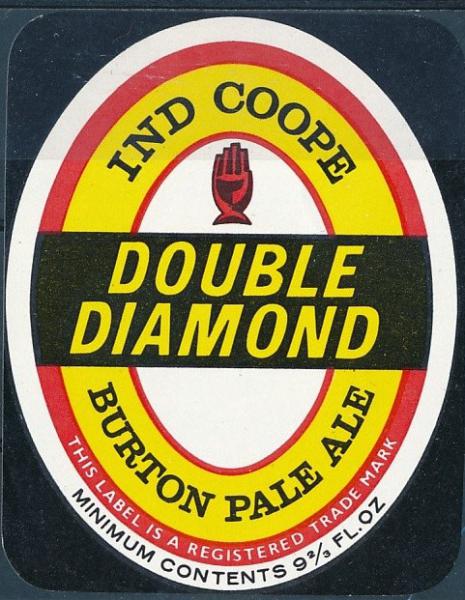 IND COOPE
DOUBLE
DIAMOND
BURTON PALE ALE
THIS LABEL IS A REGISTERED TRADE MARK
MINIMUM CONTENTS 9⅔ FL.OZ